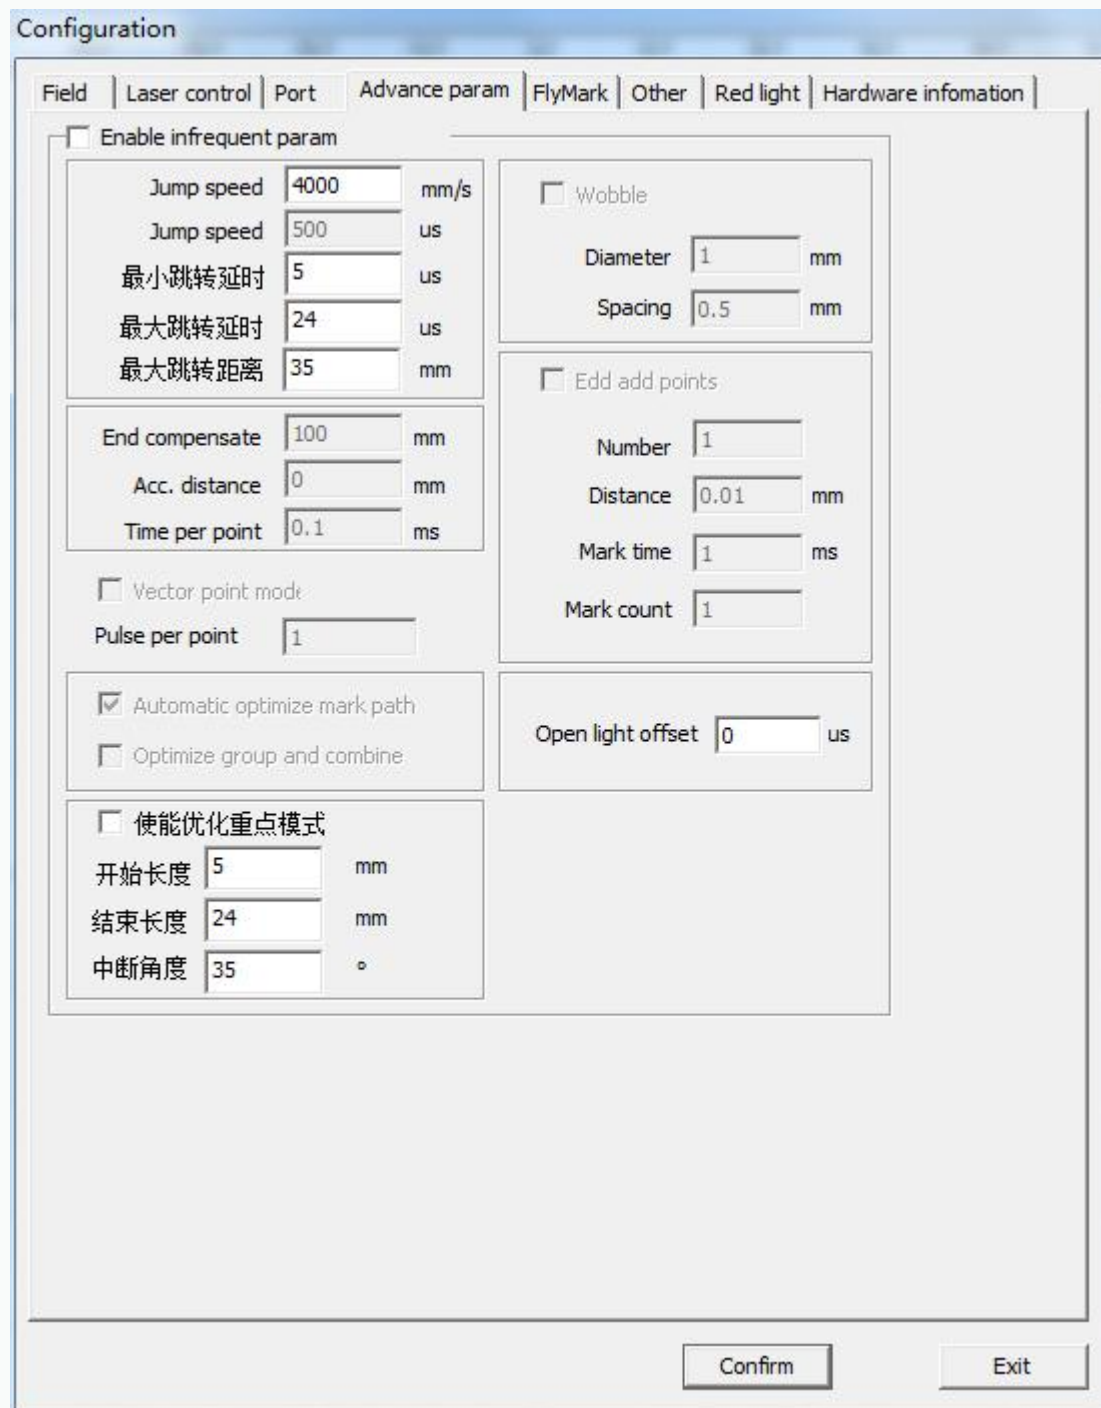 Configuration
Field Laser control Port Advance param FlyMark Other Red light Hardware infomation
Enable infrequent param
Jump speed 4000 mm/s
Jump speed 500 us
最小跳转延时 5 us
最大跳转延时 24 us
最大跳转距离 35 mm
End compensate 100 mm
Acc. distance 0 mm
Time per point 0.1 ms
Vector point mode
Pulse per point 1
Automatic optimize mark path
Optimize group and combine
使能优化重点模式
开始长度 5 mm
结束长度 24 mm
中断角度 35 °
Wobble
Diameter 1 mm
Spacing 0.5 mm
Edd add points
Number 1
Distance 0.01 mm
Mark time 1 ms
Mark count 1
Open light offset 0 us
Confirm Exit